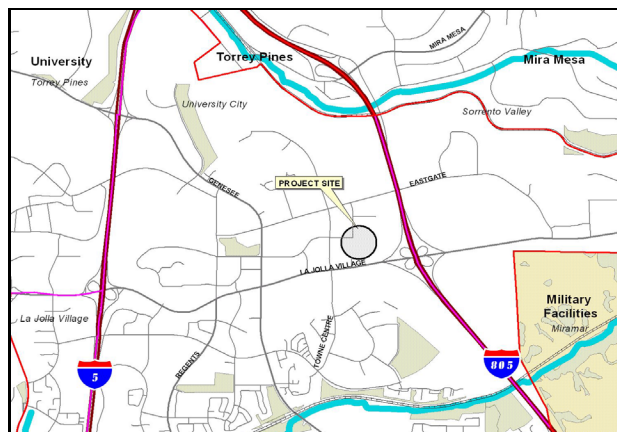 MIRA MESA
University
Torrey Pines
Torrey Pines
Mira Mesa
University City
Sorrento Valley
GENESEE
PROJECT SITE
EASTGATE
LA JOLLA VILLAGE
La Jolla Village
Military
Facilities
Miramar
REGENTS
TOWNE CENTRE
5
805